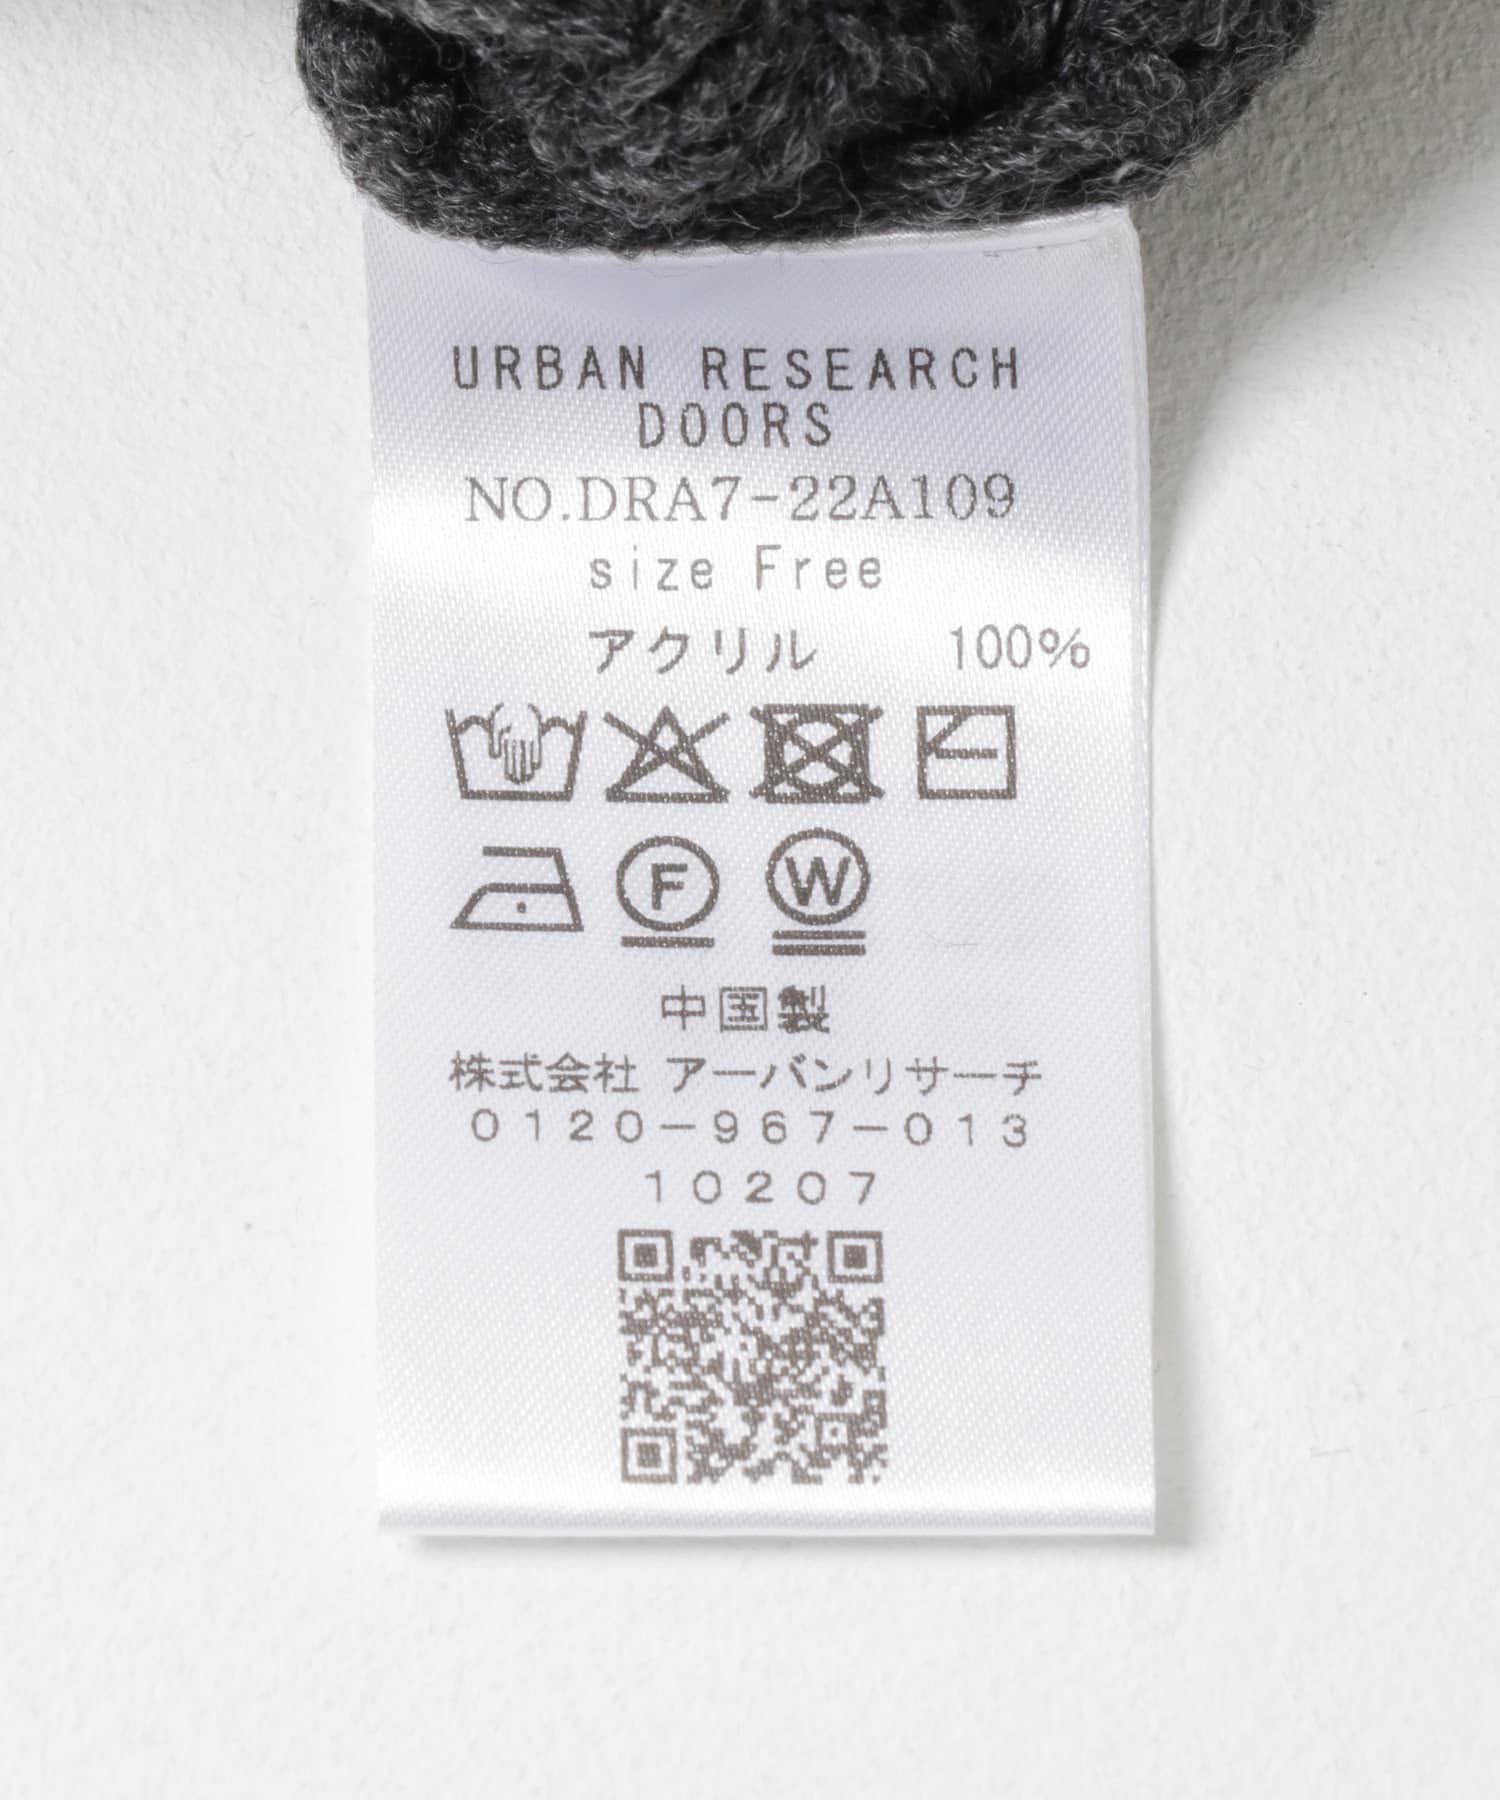 URBAN RESEARCH
DOORS
NO.DRA7-22A109
size Free
アクリル 100%
F W
中国製
株式会社 アーバンリサーチ
0120-967-013
10207